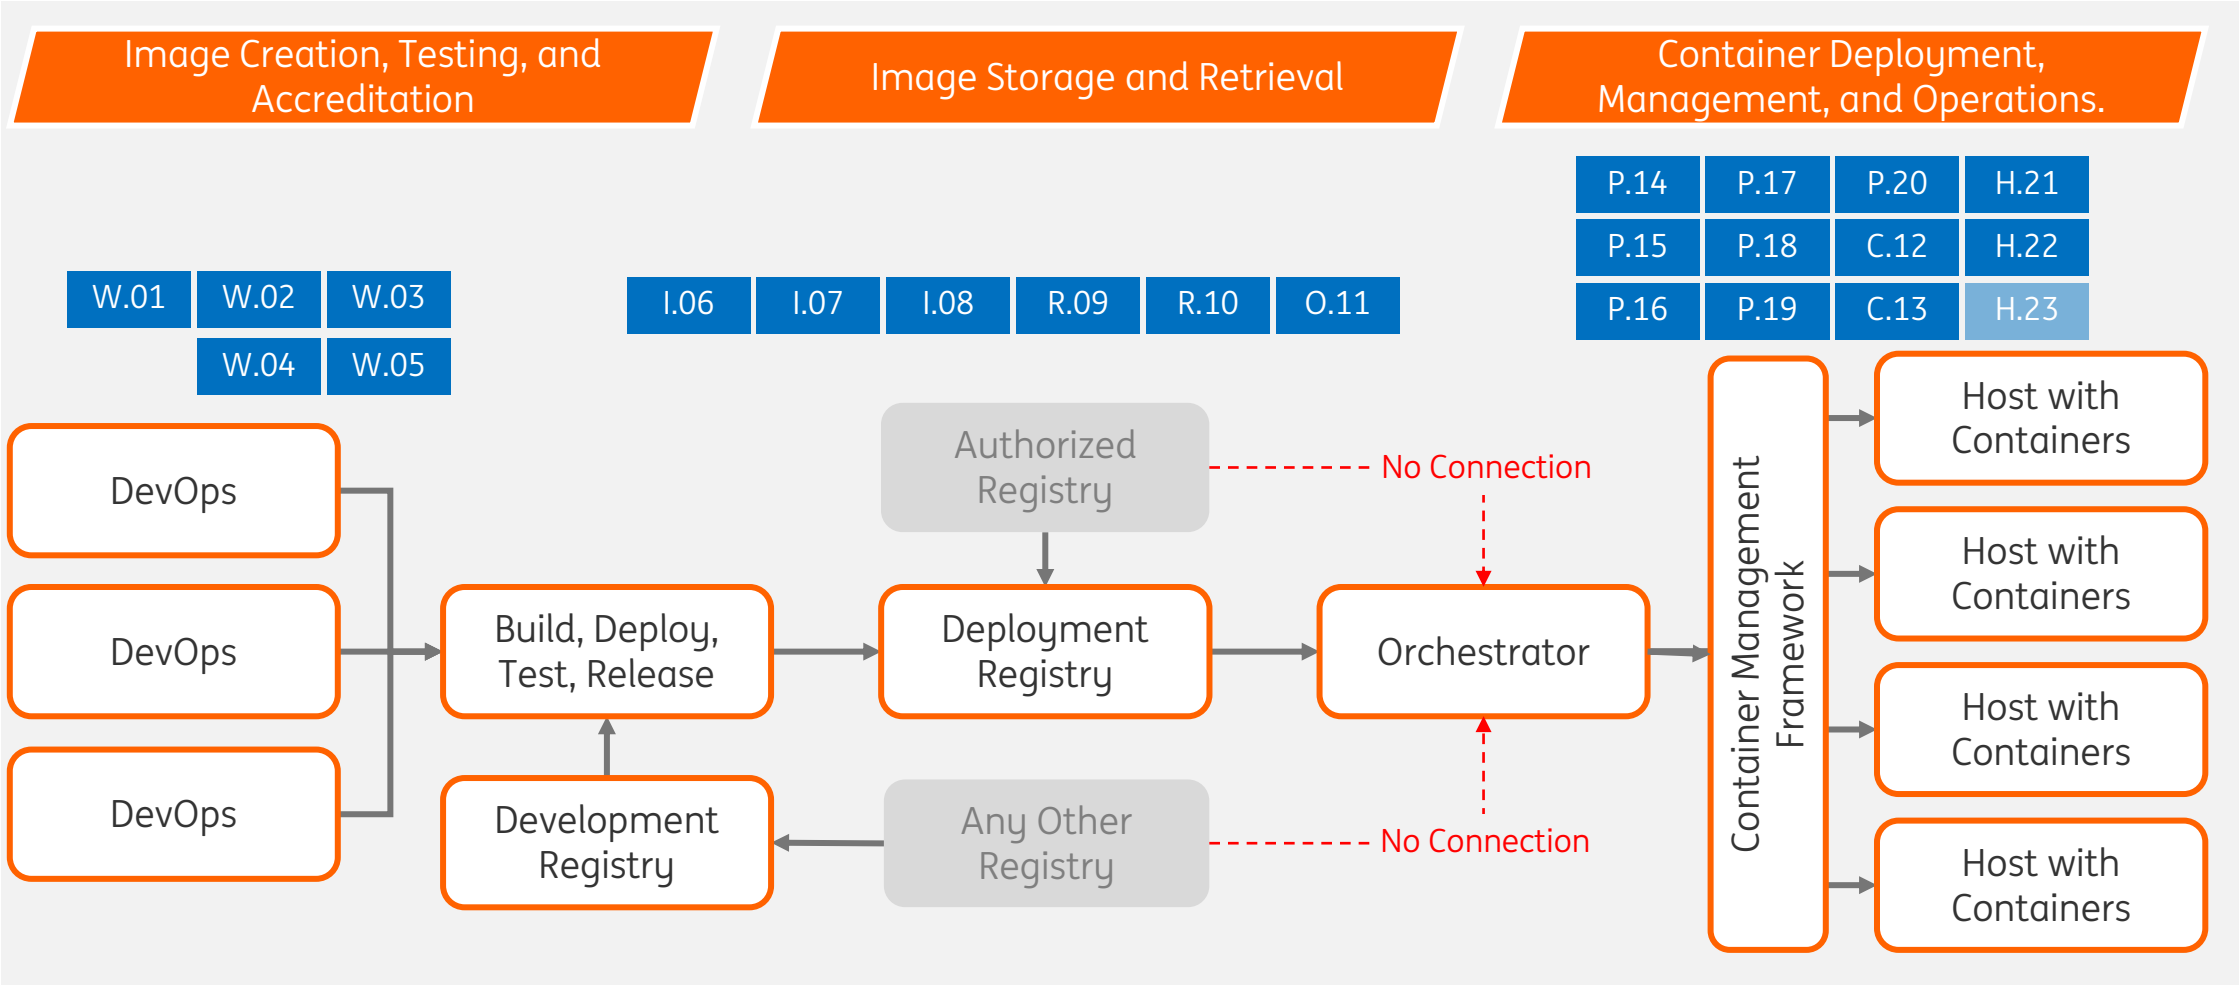 Image Creation, Testing, and
Accreditation
Image Storage and Retrieval
Container Deployment,
Management, and Operations.
P.14
P.17
P.20
H.21
P.15
P.18
C.12
H.22
P.16
P.19
C.13
H.23
W.01
W.02
W.03
W.04
W.05
I.06
I.07
I.08
R.09
R.10
O.11
DevOps
DevOps
DevOps
Build, Deploy,
Test, Release
Development
Registry
Authorized
Registry
Deployment
Registry
Any Other
Registry
No Connection
Orchestrator
No Connection
Container Management
Framework
Host with
Containers
Host with
Containers
Host with
Containers
Host with
Containers